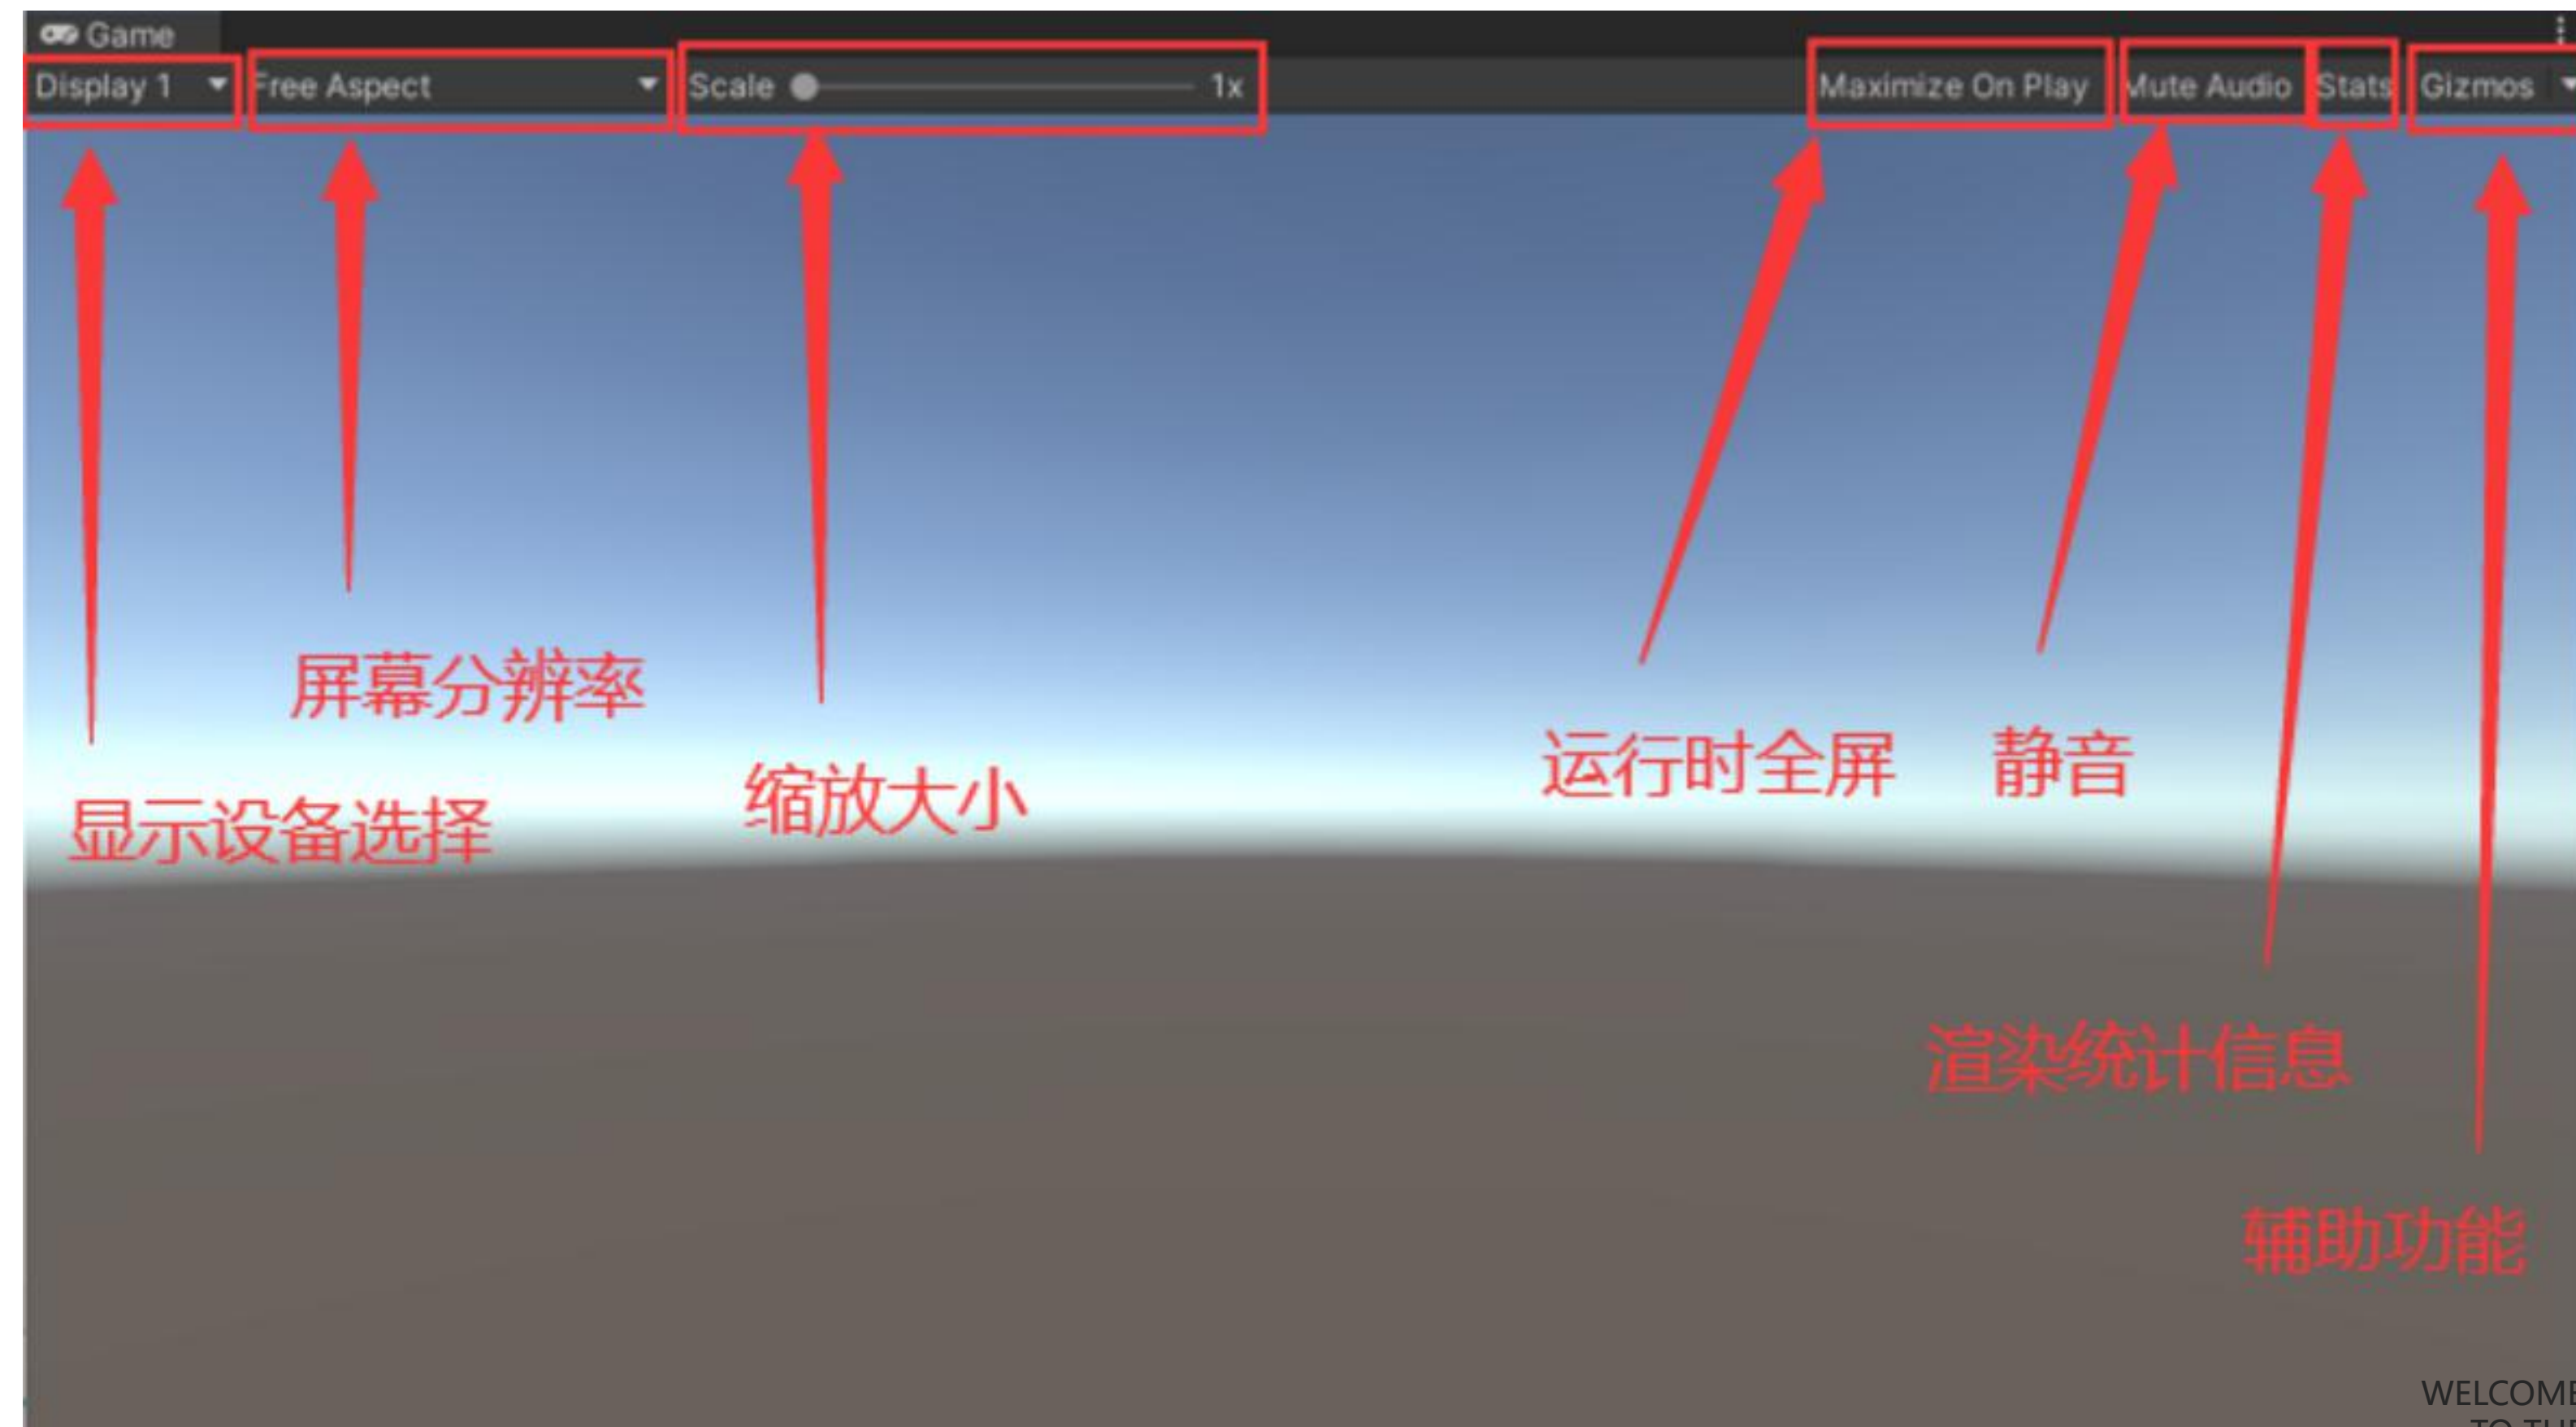 Game
Display 1 Free Aspect Scale 1x Maximize On Play Mute Audio Stats Gizmos
屏幕分辨率
显示设备选择
缩放大小
运行时全屏 静音
渲染统计信息
辅助功能
WELCOME
TO THE